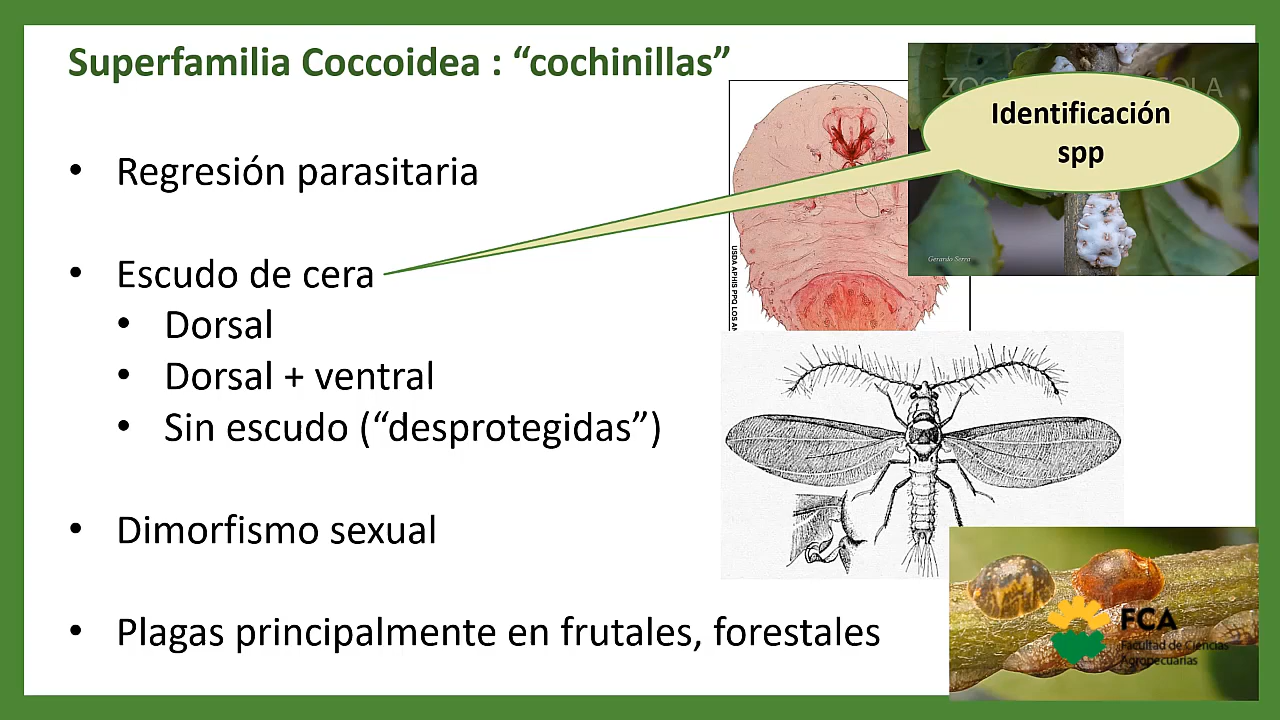 Superfamilia Coccoidea : “cochinillas”
Identificación
spp
• Regresión parasitaria
• Escudo de cera
• Dorsal
• Dorsal + ventral
• Sin escudo (“desprotegidas”)
• Dimorfismo sexual
• Plagas principalmente en frutales, forestales
USDA APHIS PPQ LOS
Gerardo Serra
FCA
Facultad de Ciencias
Agropecuarias